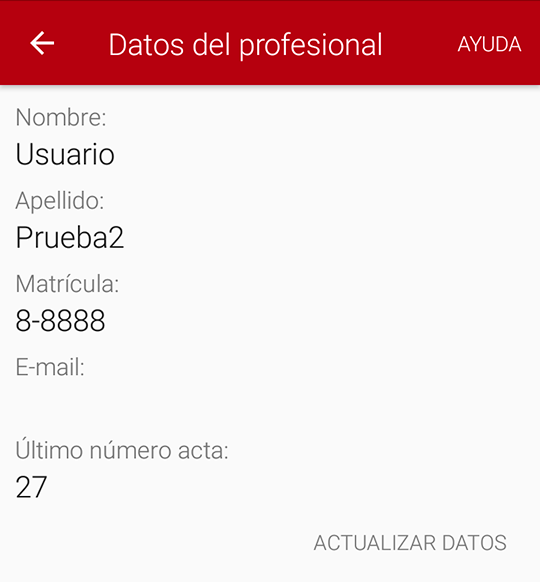 Datos del profesional AYUDA
Nombre:
Usuario
Apellido:
Prueba2
Matrícula:
8-8888
E-mail:
Último número acta:
27
ACTUALIZAR DATOS